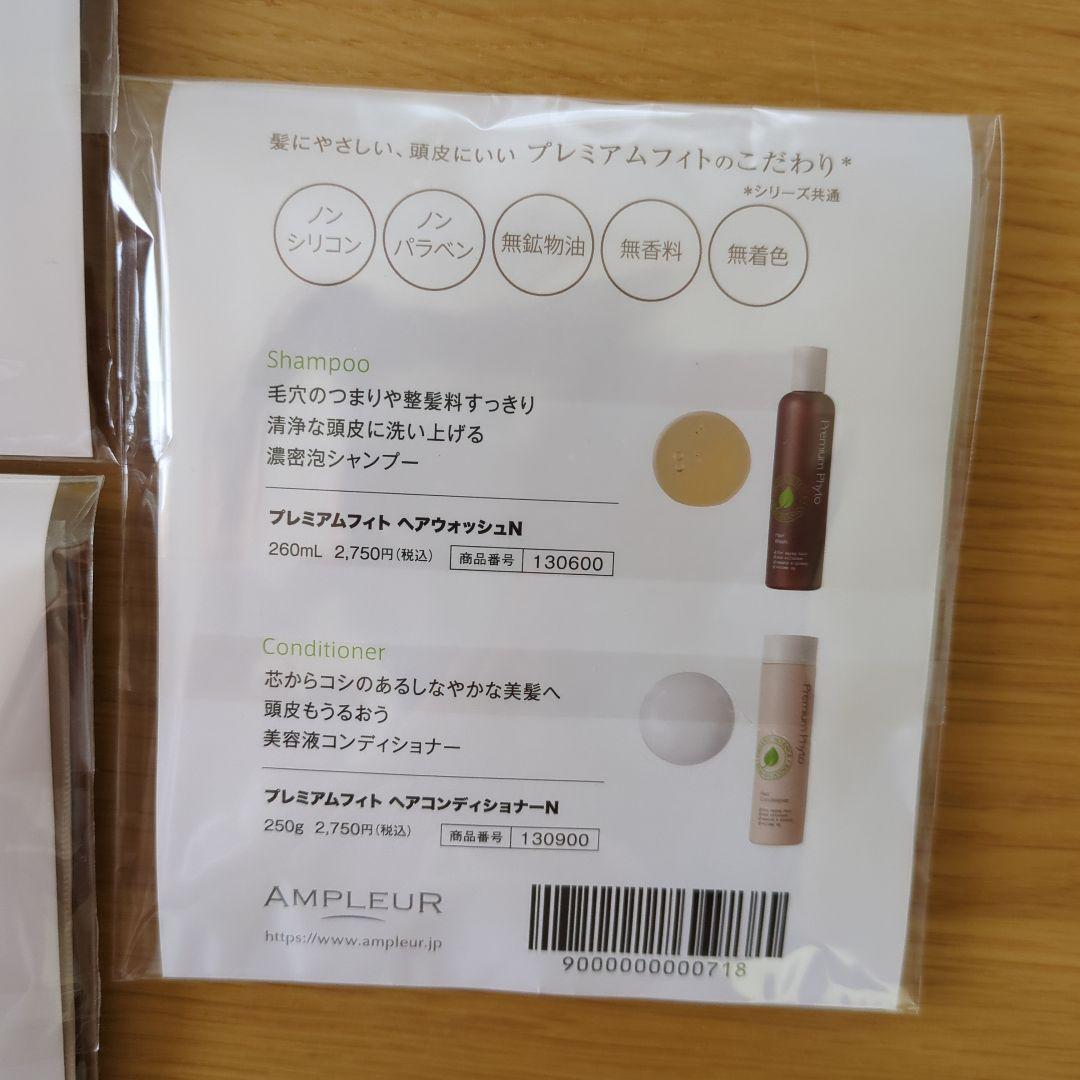 髪にやさしい、頭皮にいい プレミアムフィトのこだわり*
*シリーズ共通
ノン
シリコン
ノン
パラベン
無鉱物油
無香料
無着色
Shampoo
毛穴のつまりや整髪料すっきり
清浄な頭皮に洗い上げる
濃密泡シャンプー
プレミアムフィト ヘアウォッシュN
260mL 2,750円(税込) 商品番号 130600
Premium Phyto
Hair
Wash
Conditioner
芯からコシのあるしなやかな美髪へ
頭皮もうるおう
美容液コンディショナー
プレミアムフィト ヘアコンディショナーN
250g 2,750円(税込) 商品番号 130900
Premium Phyto
Hair
Conditioner
AMPLEUR
https://www.ampleur.jp
9000000000718